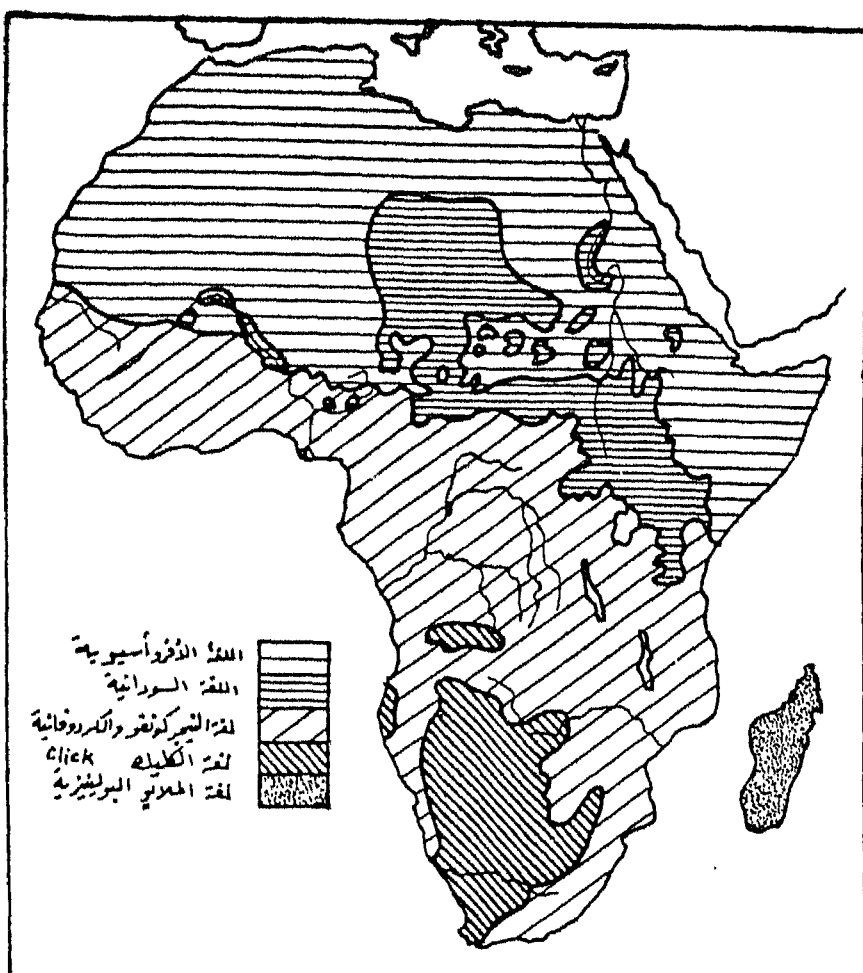 اللغة الأفروأسيوية
اللغة السودانية
لغة النيجر كونغو والكردوفانية
لغة الكليك Click
لغة الملايو البولينيزية